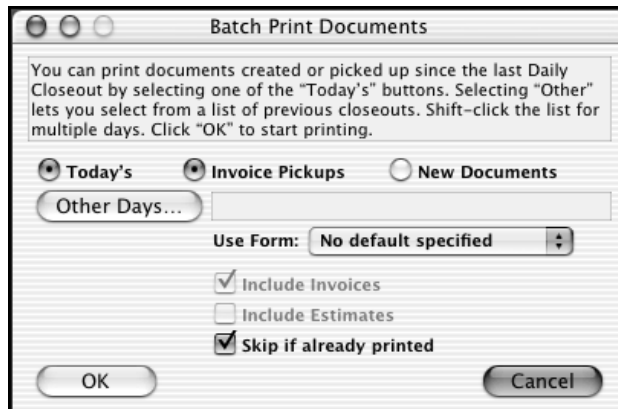 Batch Print Documents
You can print documents created or picked up since the last Daily
Closeout by selecting one of the “Today's” buttons. Selecting “Other”
lets you select from a list of previous closeouts. Shift-click the list for
multiple days. Click “OK” to start printing.
Today's Invoice Pickups New Documents
Other Days...
Use Form: No default specified
Include Invoices
Include Estimates
Skip if already printed
OK Cancel